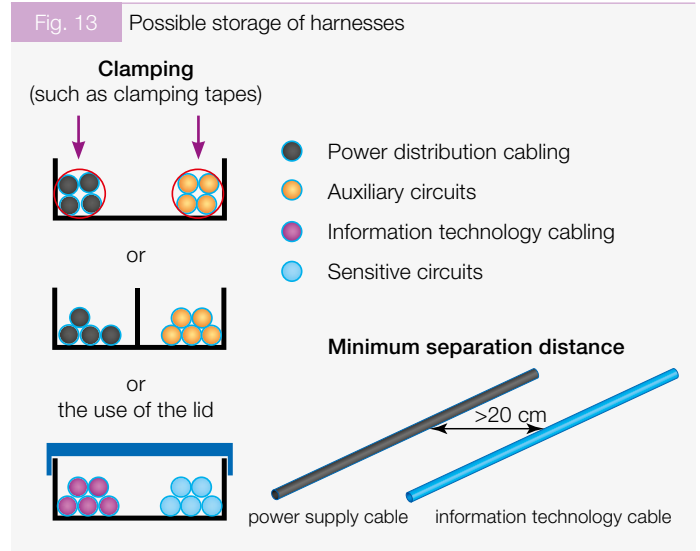 Fig. 13 Possible storage of harnesses
Clamping
(such as clamping tapes)
Power distribution cabling
Auxiliary circuits
Information technology cabling
Sensitive circuits
or
or
the use of the lid
Minimum separation distance
>20 cm
power supply cable
information technology cable